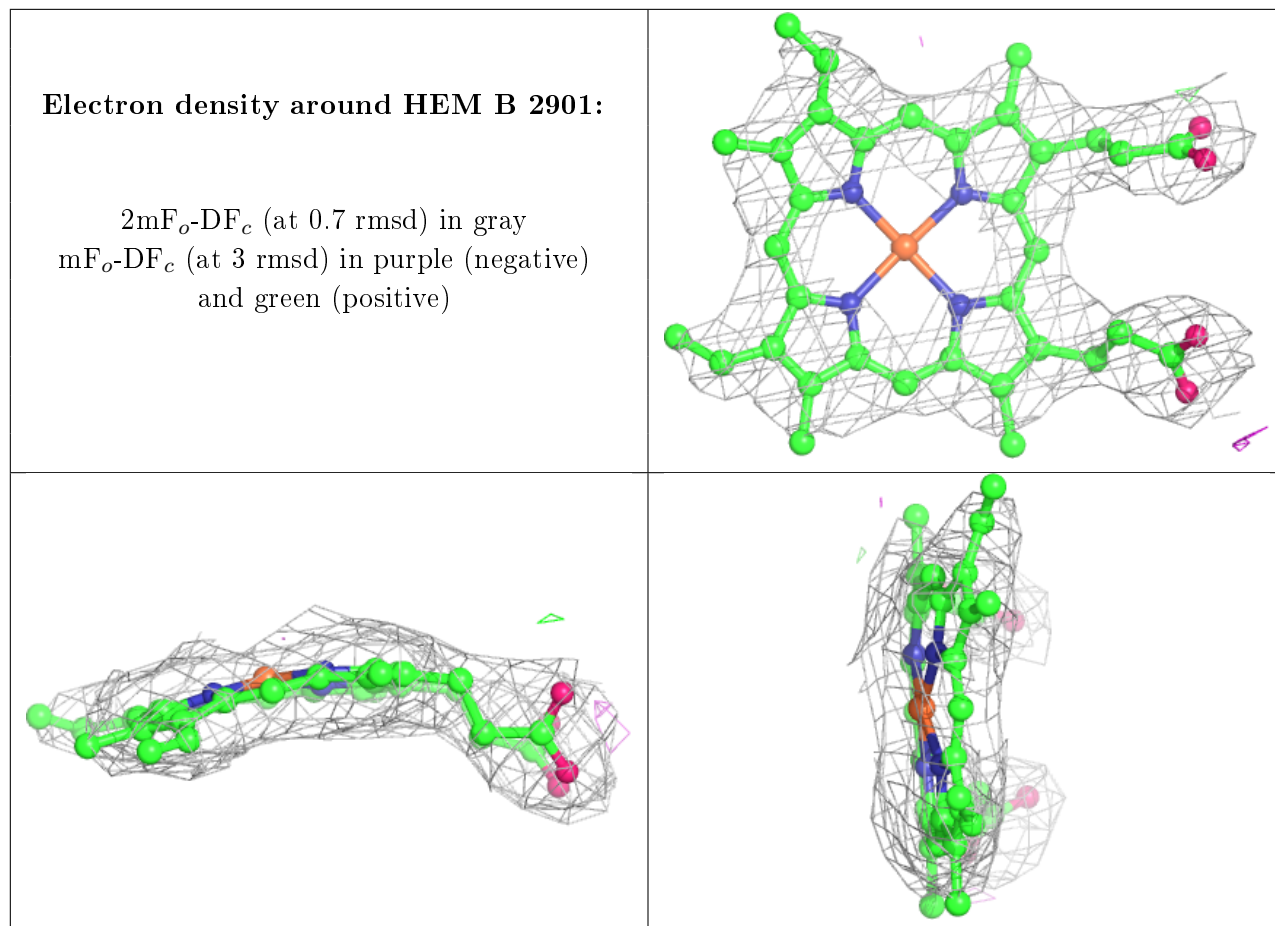 Electron density around HEM B 2901:
2mFo-DFc (at 0.7 rmsd) in gray
mFo-DFc (at 3 rmsd) in purple (negative)
and green (positive)